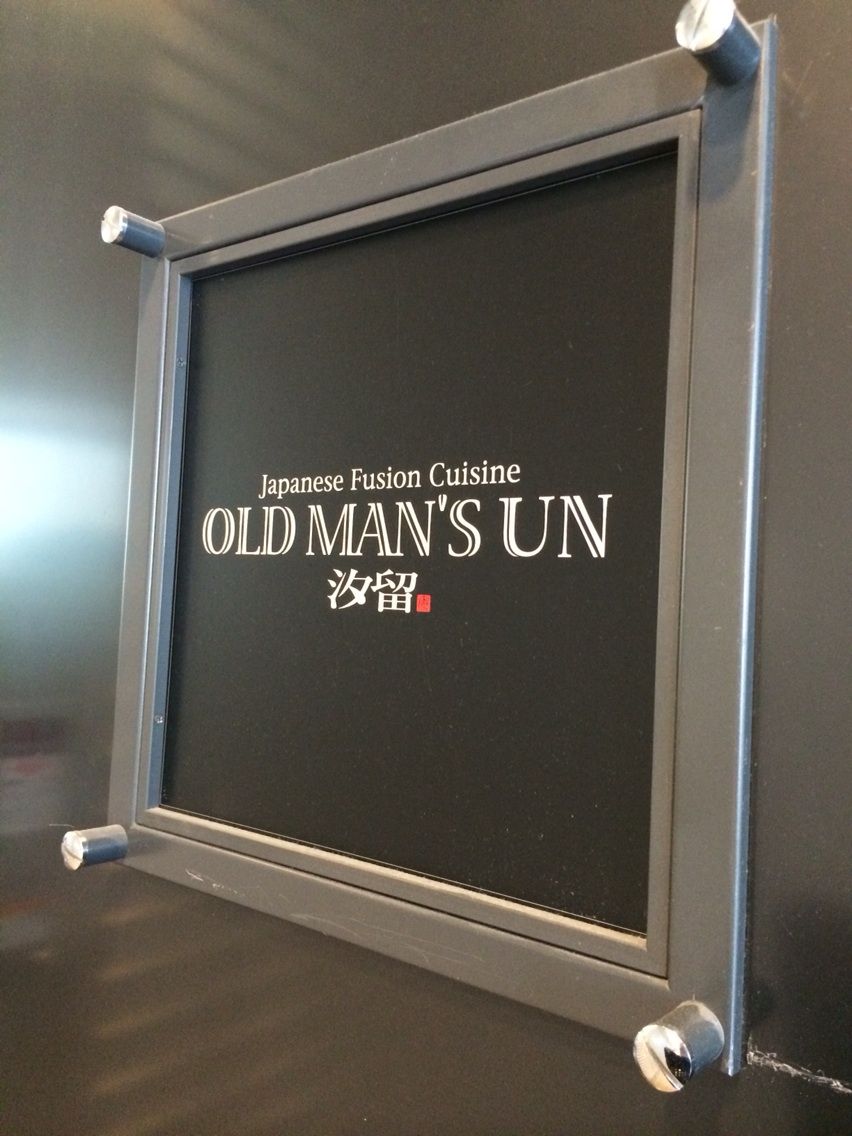 Japanese Fusion Cuisine
OLD MAN'S UN
汐留